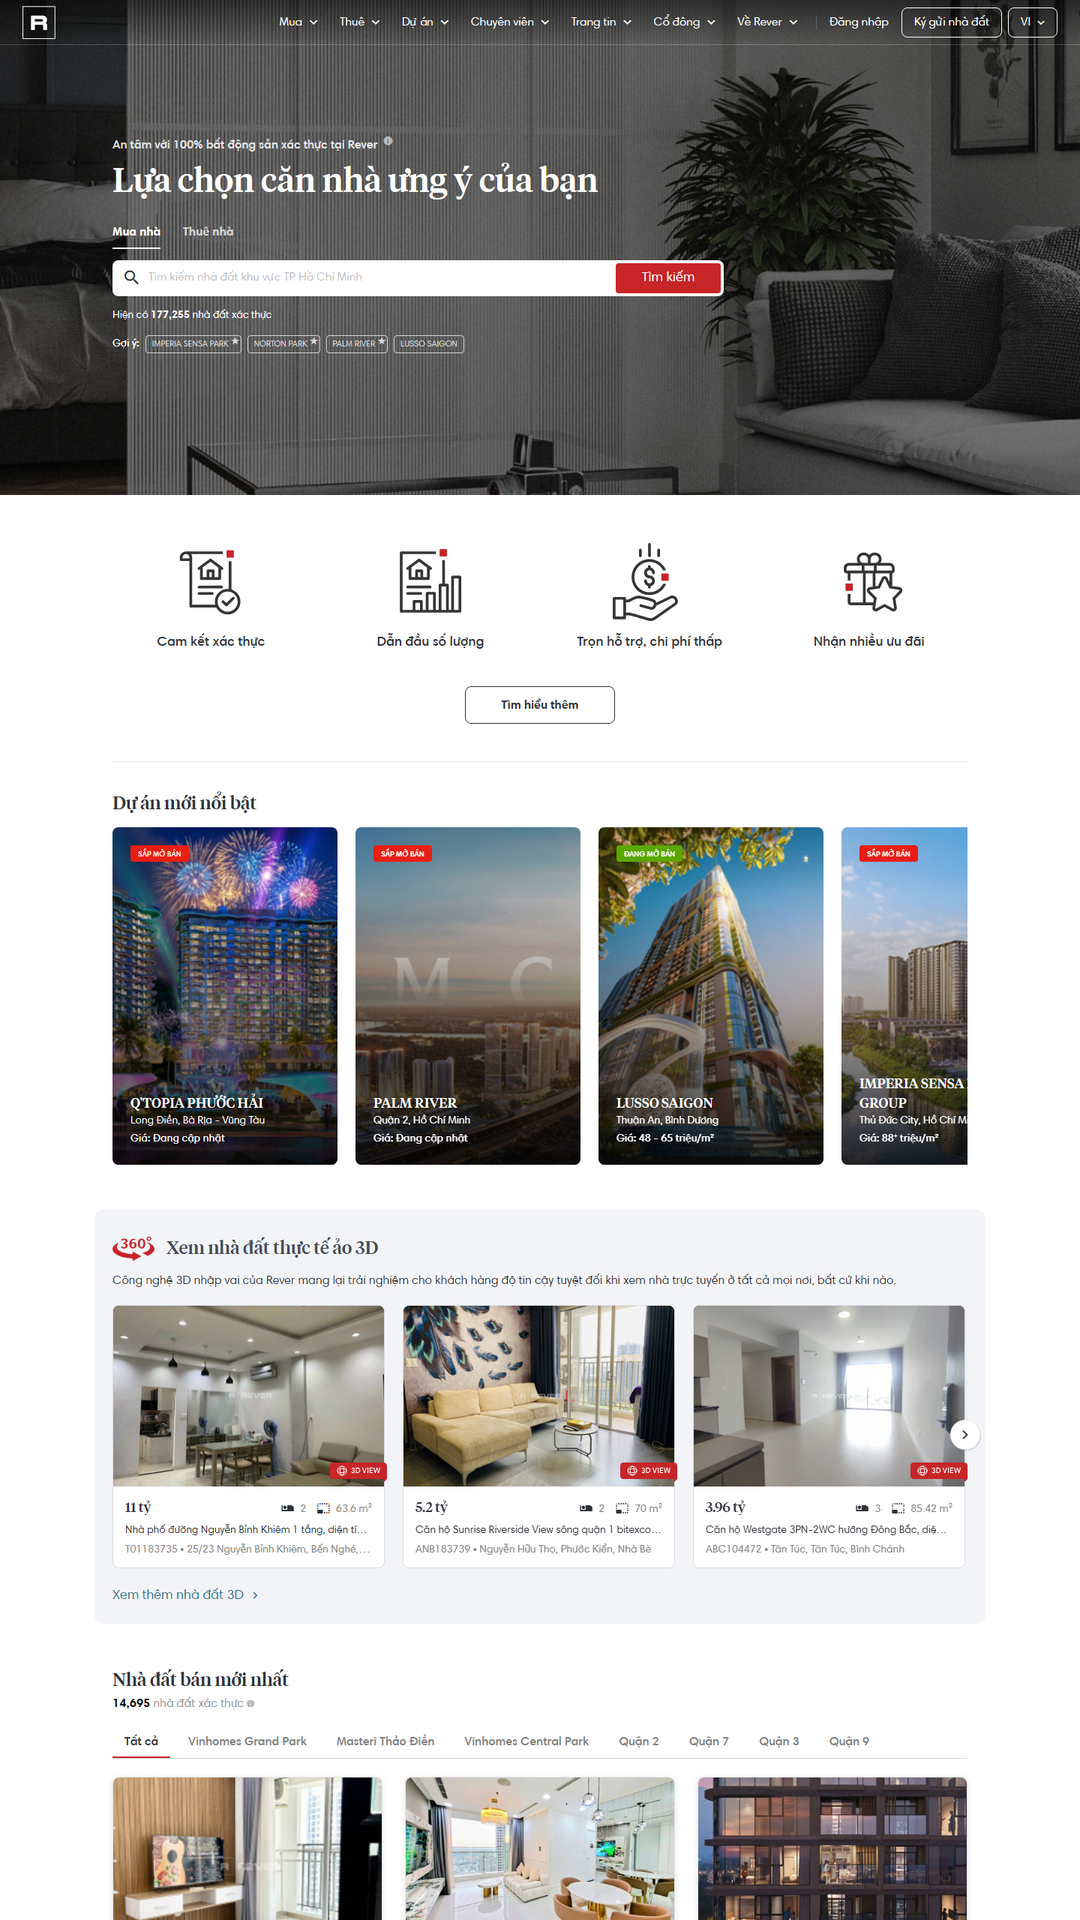 R
Mua Thuê Dự án Chuyên viên Trang tin Cổ đông Về Rever Đăng nhập Ký gửi nhà đất VI
An tâm với 100% bất động sản xác thực tại Rever
Lựa chọn căn nhà ưng ý của bạn
Mua nhà Thuê nhà
Tìm kiếm nhà đất khu vực TP Hồ Chí Minh Tìm kiếm
Hiện có 177,255 nhà đất xác thực
Gợi ý: IMPERIA SENSA PARK NORTON PARK PALM RIVER LUSSO SAIGON
Cam kết xác thực Dẫn đầu số lượng Trọn hỗ trợ, chi phí thấp Nhận nhiều ưu đãi
Tìm hiểu thêm
Dự án mới nổi bật
SẮP MỞ BÁN SẮP MỞ BÁN ĐANG MỞ BÁN SẮP MỞ BÁN
M C
Q'TOPIA PHƯỚC HẢI
Long Điền, Bà Rịa - Vũng Tàu
Giá: Đang cập nhật
PALM RIVER
Quận 2, Hồ Chí Minh
Giá: Đang cập nhật
LUSSO SAIGON
Thuận An, Bình Dương
Giá: 48 - 65 triệu/m²
IMPERIA SENSA
GROUP
Thủ Đức City, Hồ Chí Mi
Giá: 88⁺ triệu/m²
360° Xem nhà đất thực tế ảo 3D
Công nghệ 3D nhập vai của Rever mang lại trải nghiệm cho khách hàng độ tin cậy tuyệt đối khi xem nhà trực tuyến ở tất cả mọi nơi, bất cứ khi nào.
R REVER
3D VIEW
11 tỷ 2 63.6 m²
Nhà phố đường Nguyễn Bỉnh Khiêm 1 tầng, diện tí...
T01183735 • 25/23 Nguyễn Bỉnh Khiêm, Bến Nghé,...
R REVER
3D VIEW
5.2 tỷ 2 70 m²
Căn hộ Sunrise Riverside View sông quận 1 bitexco...
ANB183739 • Nguyễn Hữu Thọ, Phước Kiển, Nhà Bè
R REVER
3D VIEW
3.96 tỷ 3 85.42 m²
Căn hộ Westgate 3PN-2WC hướng Đông Bắc, diệ...
ABC104472 • Tân Túc, Tân Túc, Bình Chánh
Xem thêm nhà đất 3D
Nhà đất bán mới nhất
14,695 nhà đất xác thực
Tất cả Vinhomes Grand Park Masteri Thảo Điền Vinhomes Central Park Quận 2 Quận 7 Quận 3 Quận 9
R REVER